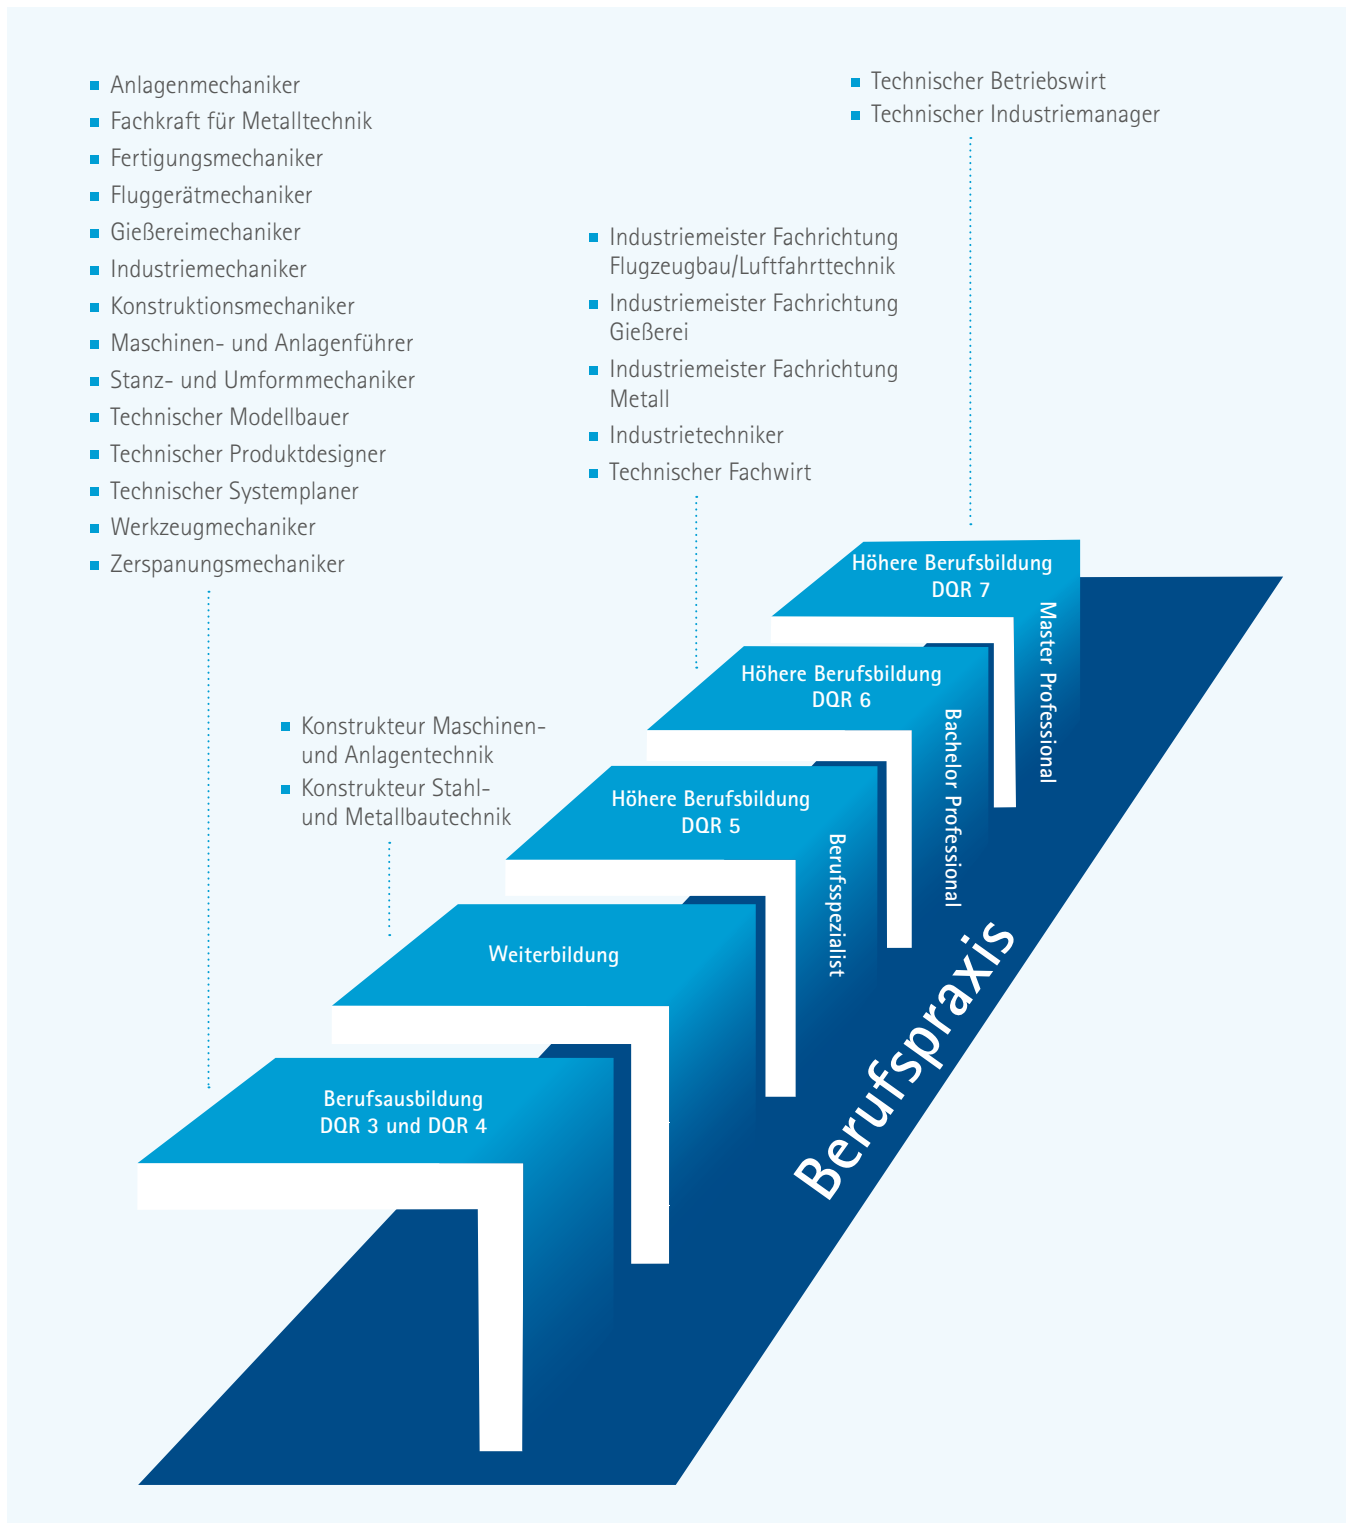 Anlagenmechaniker
Fachkraft für Metalltechnik
Fertigungsmechaniker
Fluggerätmechaniker
Gießereimechaniker
Industriemechaniker
Konstruktionsmechaniker
Maschinen- und Anlagenführer
Stanz- und Umformmechaniker
Technischer Modellbauer
Technischer Produktdesigner
Technischer Systemplaner
Werkzeugmechaniker
Zerspanungsmechaniker
Technischer Betriebswirt
Technischer Industriemanager
Industriemeister Fachrichtung
Flugzeugbau/Luftfahrttechnik
Industriemeister Fachrichtung
Gießerei
Industriemeister Fachrichtung
Metall
Industrietechniker
Technischer Fachwirt
Konstrukteur Maschinen-
und Anlagentechnik
Konstrukteur Stahl-
und Metallbautechnik
Höhere Berufsbildung
DQR 7
Master Professional
Höhere Berufsbildung
DQR 6
Bachelor Professional
Höhere Berufsbildung
DQR 5
Berufsspezialist
Weiterbildung
Berufsausbildung
DQR 3 und DQR 4
Berufspraxis